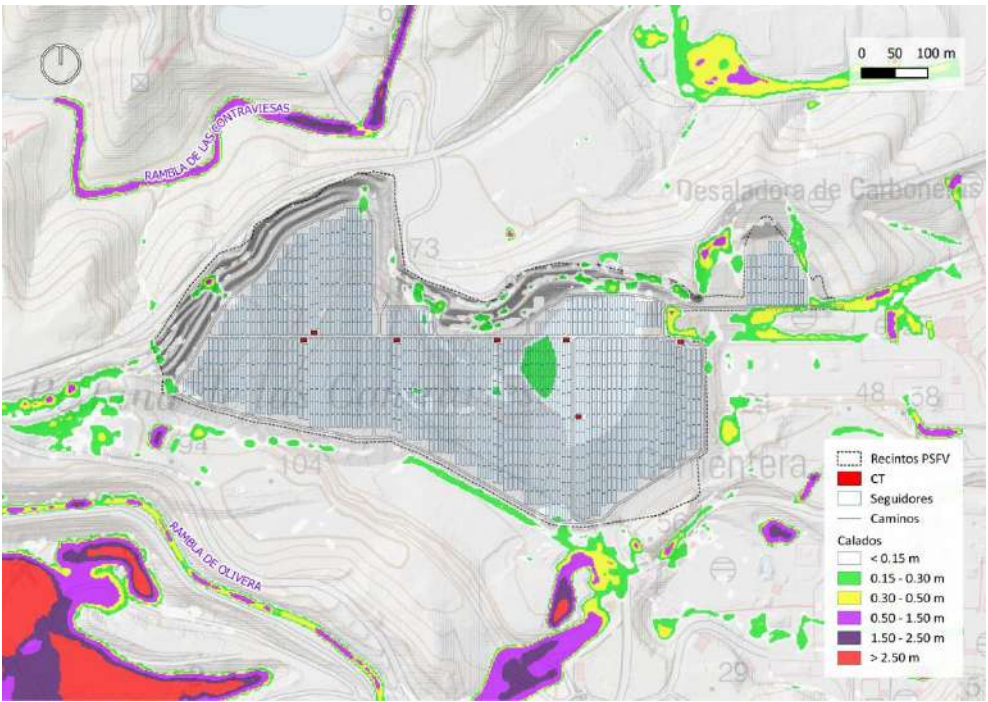 0 50 100 m
RAMBLA DE LAS CONTRAVIESAS
Desaladora de Carboneras
73
48
58
94
104
Cementera
56
RAMBLA DE OLIVERA
29
Recintos PSFV
CT
Seguidores
Caminos
Calados
< 0.15 m
0.15 - 0.30 m
0.30 - 0.50 m
0.50 - 1.50 m
1.50 - 2.50 m
> 2.50 m